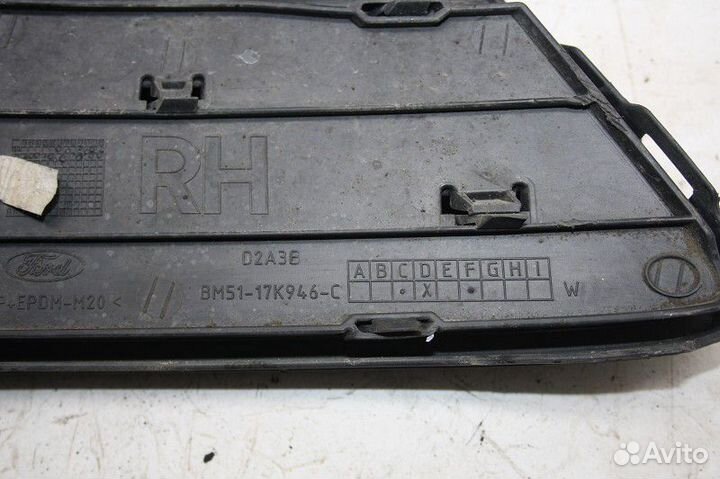 RH
Ford
D2A3B
A B C D E F G H I
BM51-17K946-C
X
W
P+EPDM-M20 <
Avito